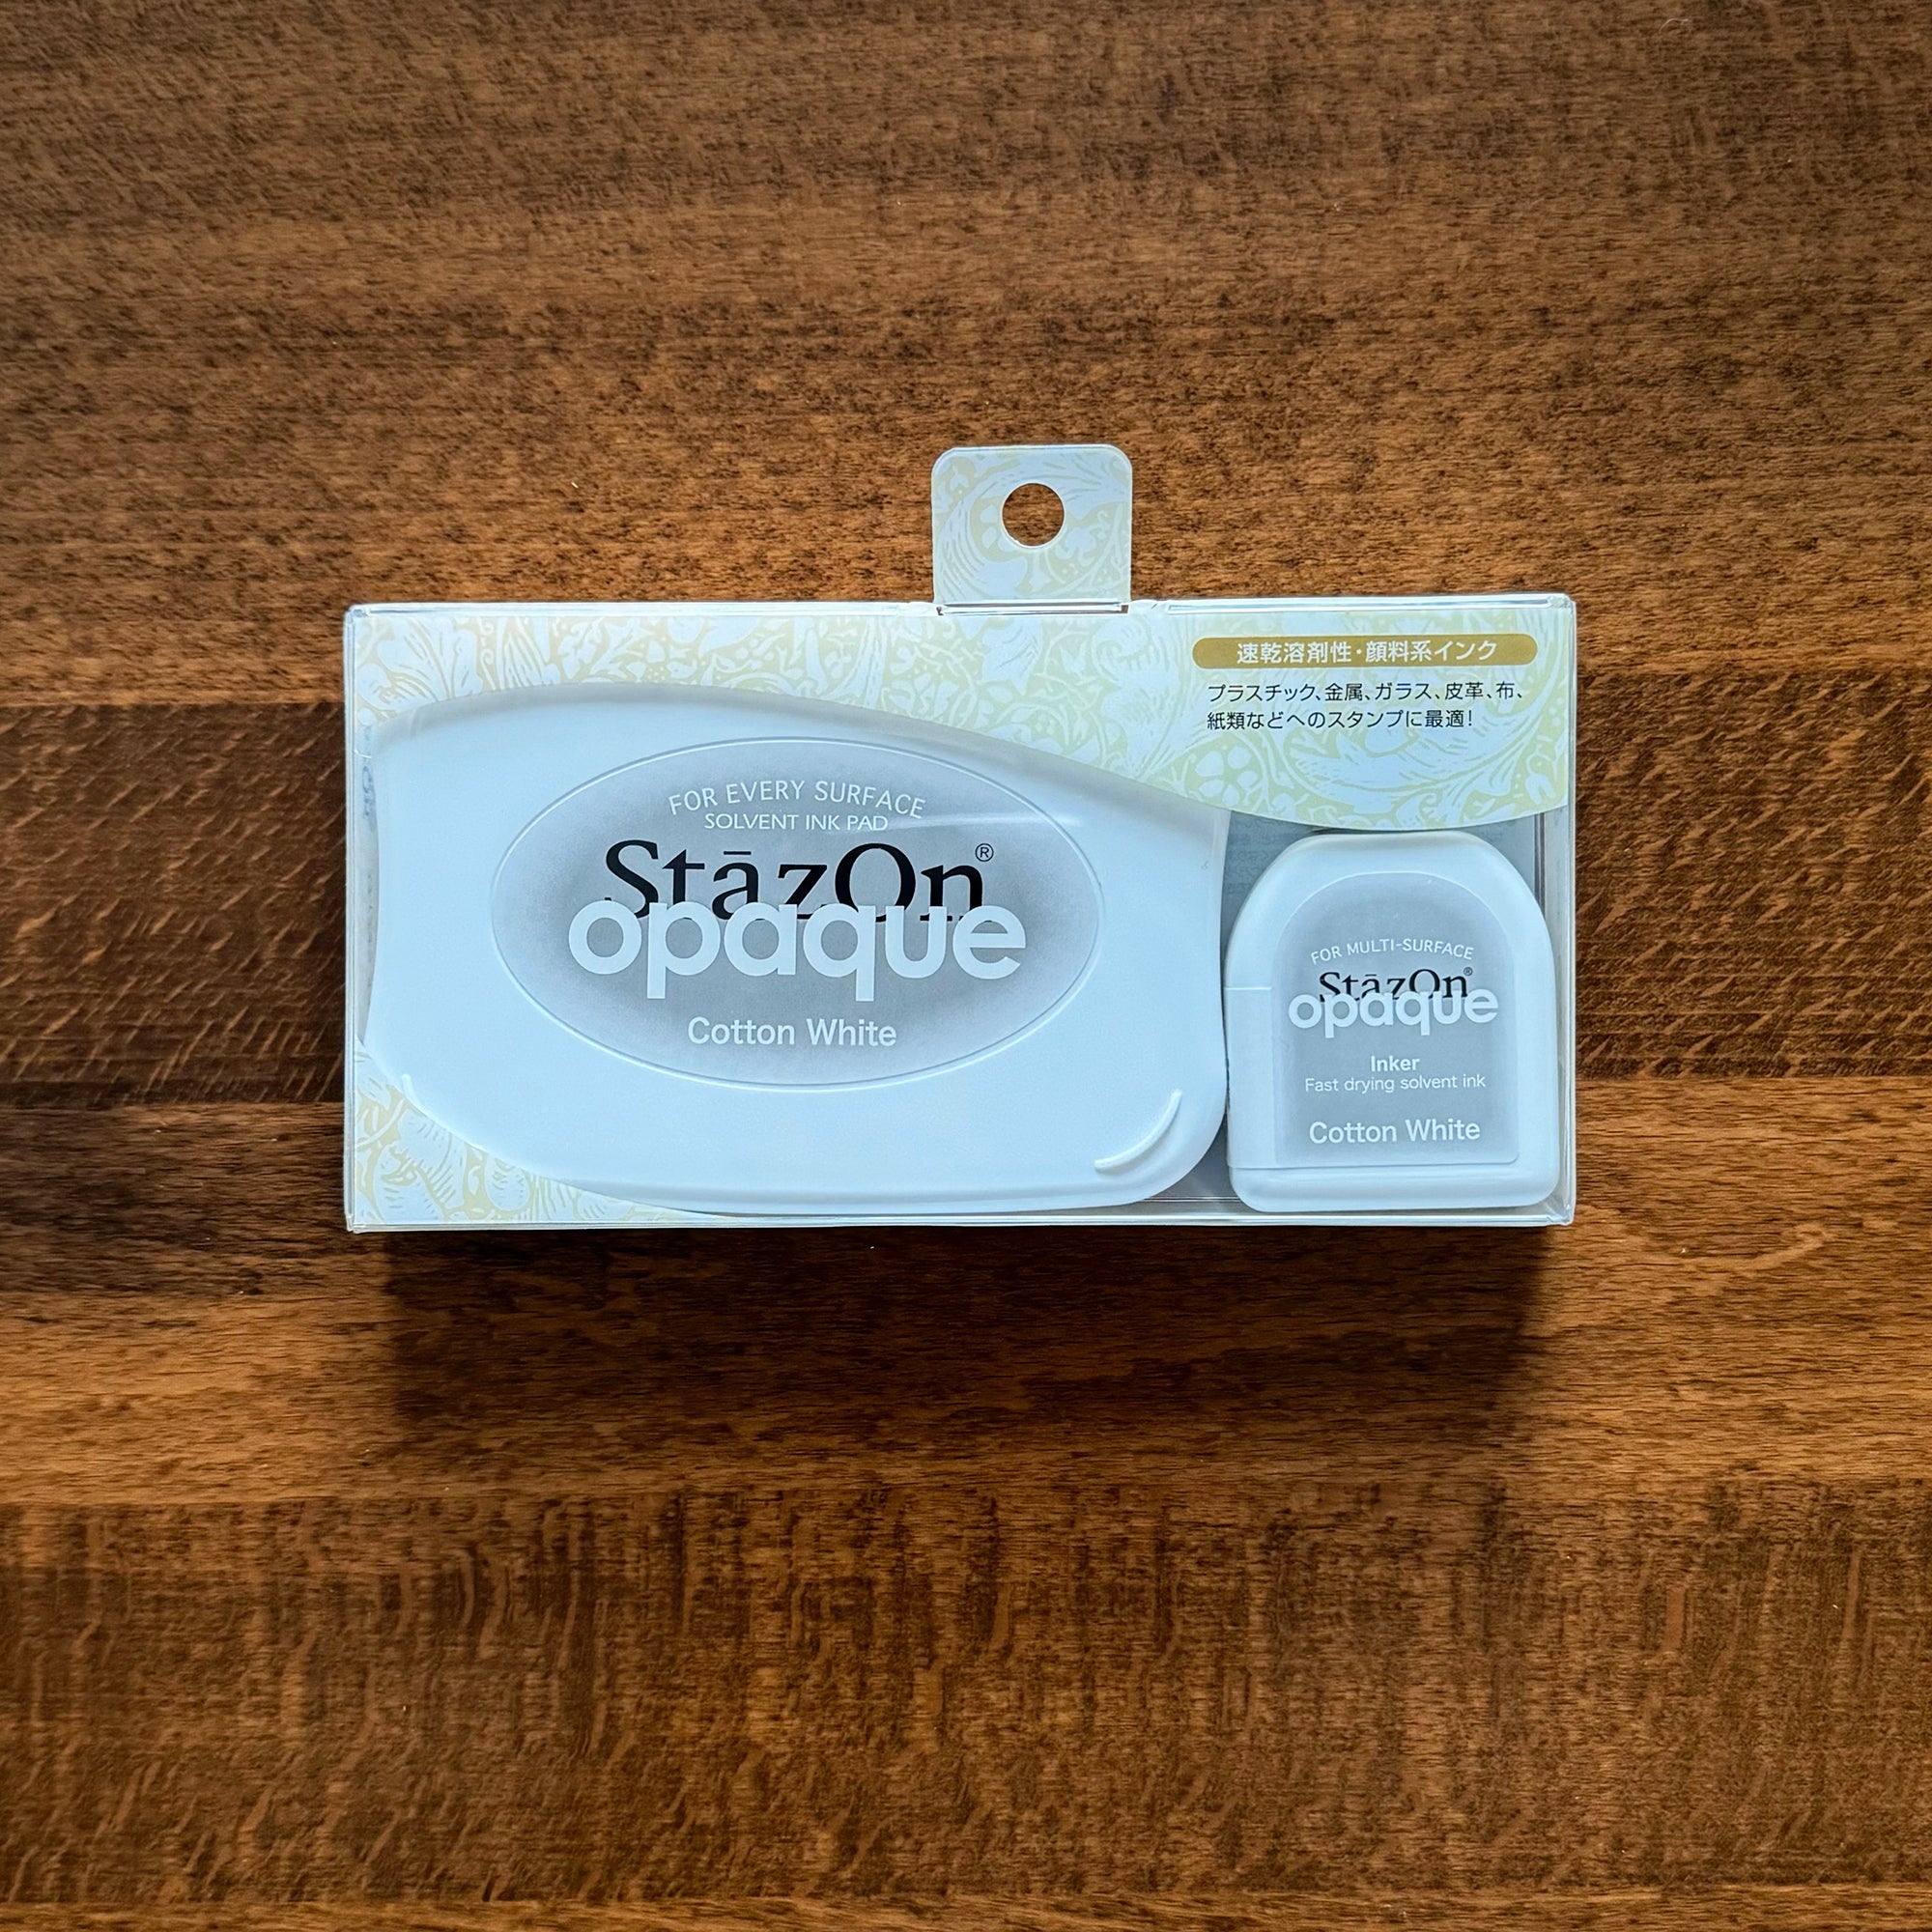 速乾溶剤性・顔料系インク
プラスチック、金属、ガラス、皮革、布、
紙類などへのスタンプに最適!
FOR EVERY SURFACE
SOLVENT INK PAD
StāzOn®
opaque
Cotton White
FOR MULTI-SURFACE
StāzOn®
opaque
Inker
Fast drying solvent ink
Cotton White